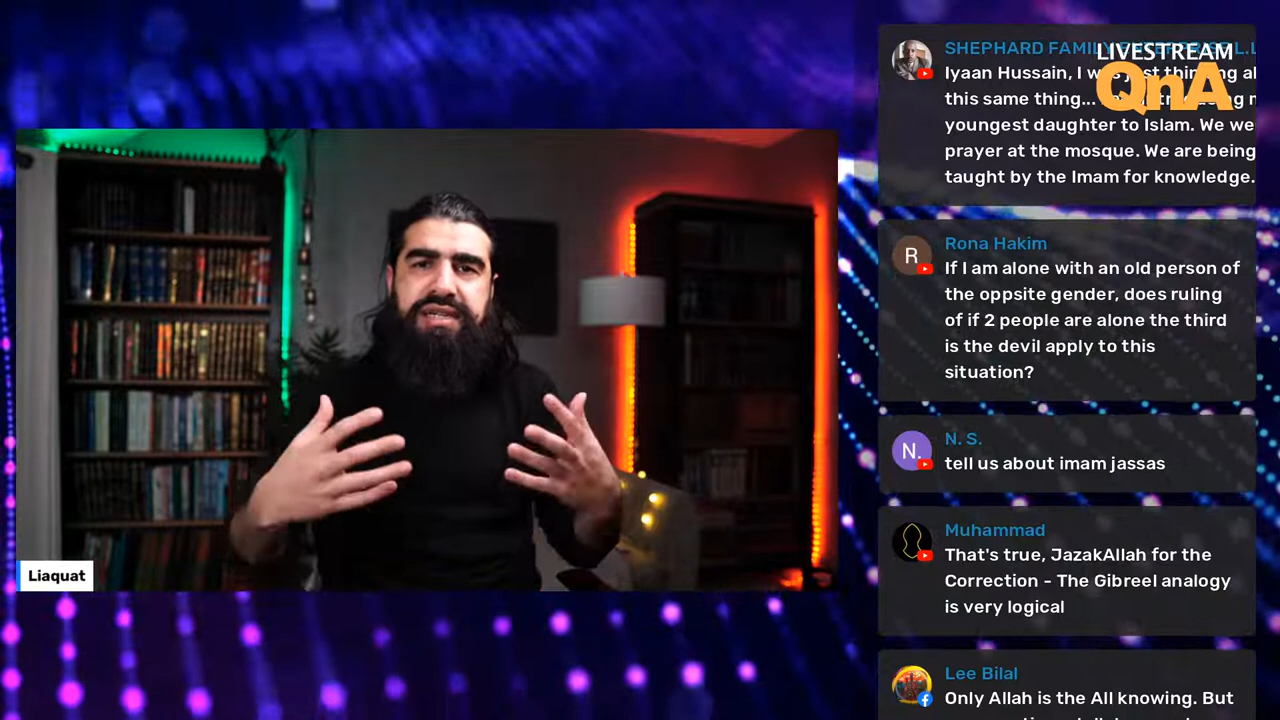 Liaquat
LIVESTREAM
QnA
SHEPHARD FAMILY
Iyaan Hussain, I
this same thing...
youngest daughter to Islam. We we
prayer at the mosque. We are being
taught by the Imam for knowledge.
Rona Hakim
If I am alone with an old person of
the oppsite gender, does ruling
of if 2 people are alone the third
is the devil apply to this
situation?
N. S.
tell us about imam jassas
Muhammad
That's true, JazakAllah for the
Correction - The Gibreel analogy
is very logical
Lee Bilal
Only Allah is the All knowing. But
R
N.